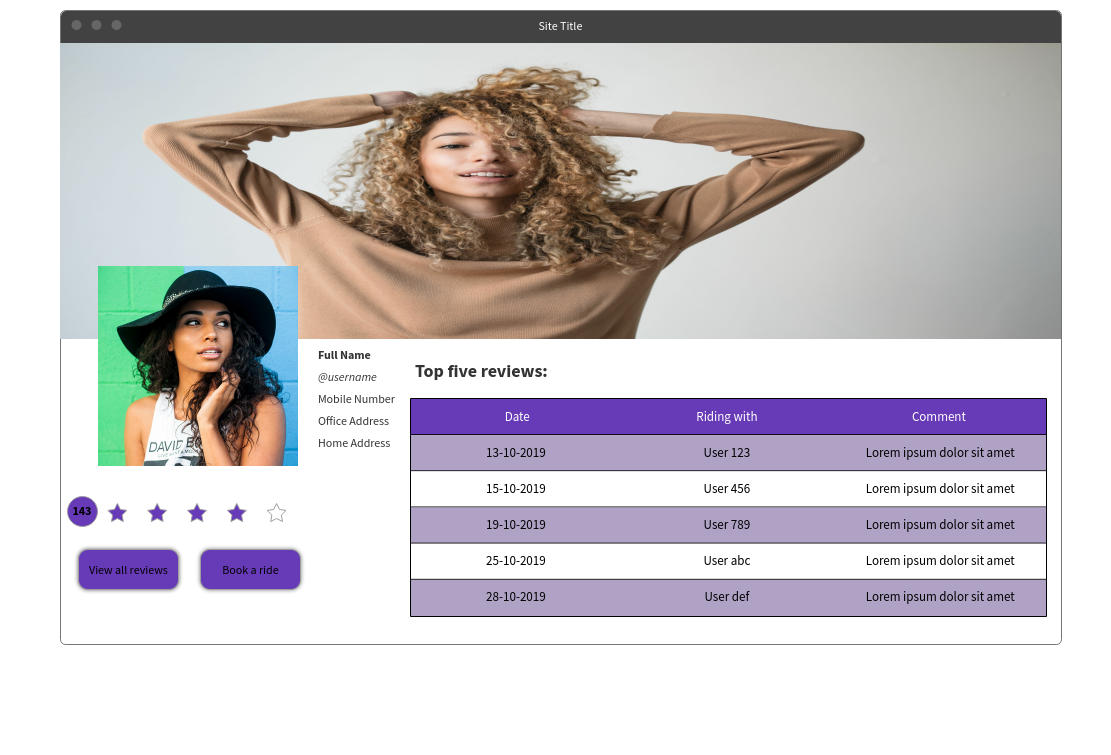 Site Title
Full Name
@username
Mobile Number
Office Address
Home Address
DAVID
143
View all reviews
Book a ride
Top five reviews:
Date Riding with Comment
13-10-2019 User 123 Lorem ipsum dolor sit amet
15-10-2019 User 456 Lorem ipsum dolor sit amet
19-10-2019 User 789 Lorem ipsum dolor sit amet
25-10-2019 User abc Lorem ipsum dolor sit amet
28-10-2019 User def Lorem ipsum dolor sit amet